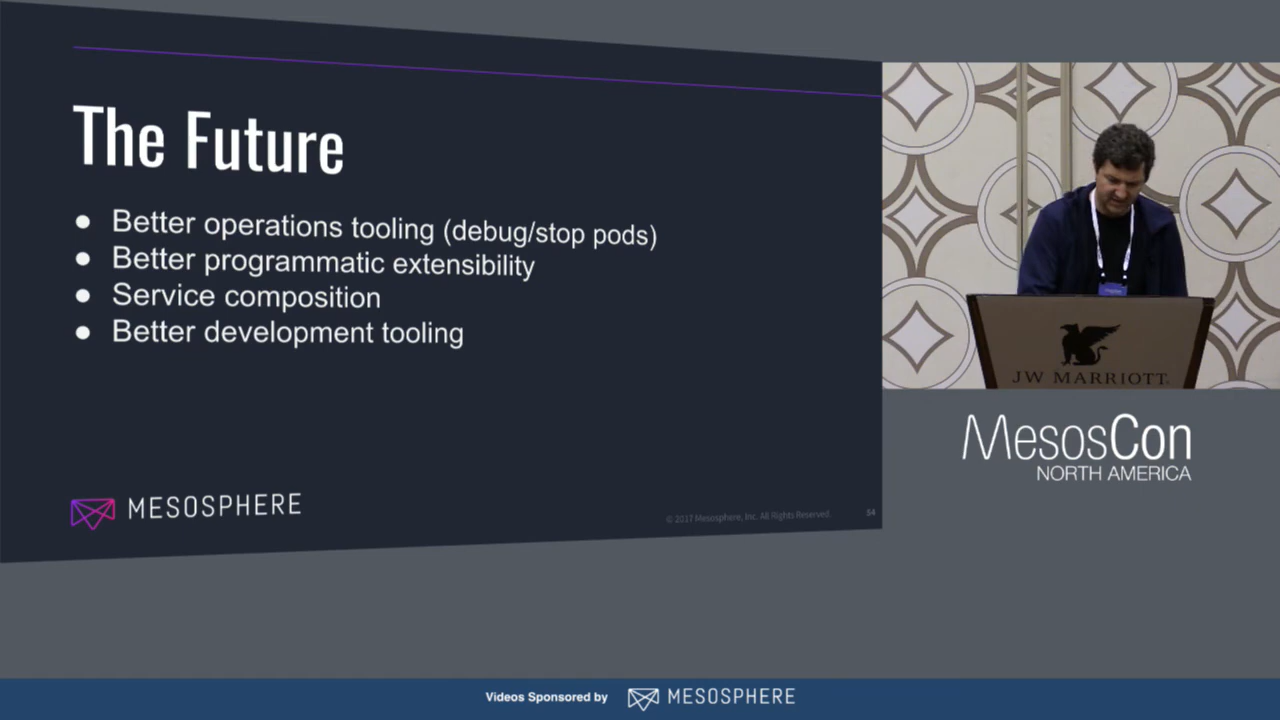 The Future
● Better operations tooling (debug/stop pods)
● Better programmatic extensibility
● Service composition
● Better development tooling
MESOSPHERE
© 2017 Mesosphere, Inc. All Rights Reserved.
54
JW MARRIOTT
MesosCon
NORTH AMERICA
Videos Sponsored by MESOSPHERE